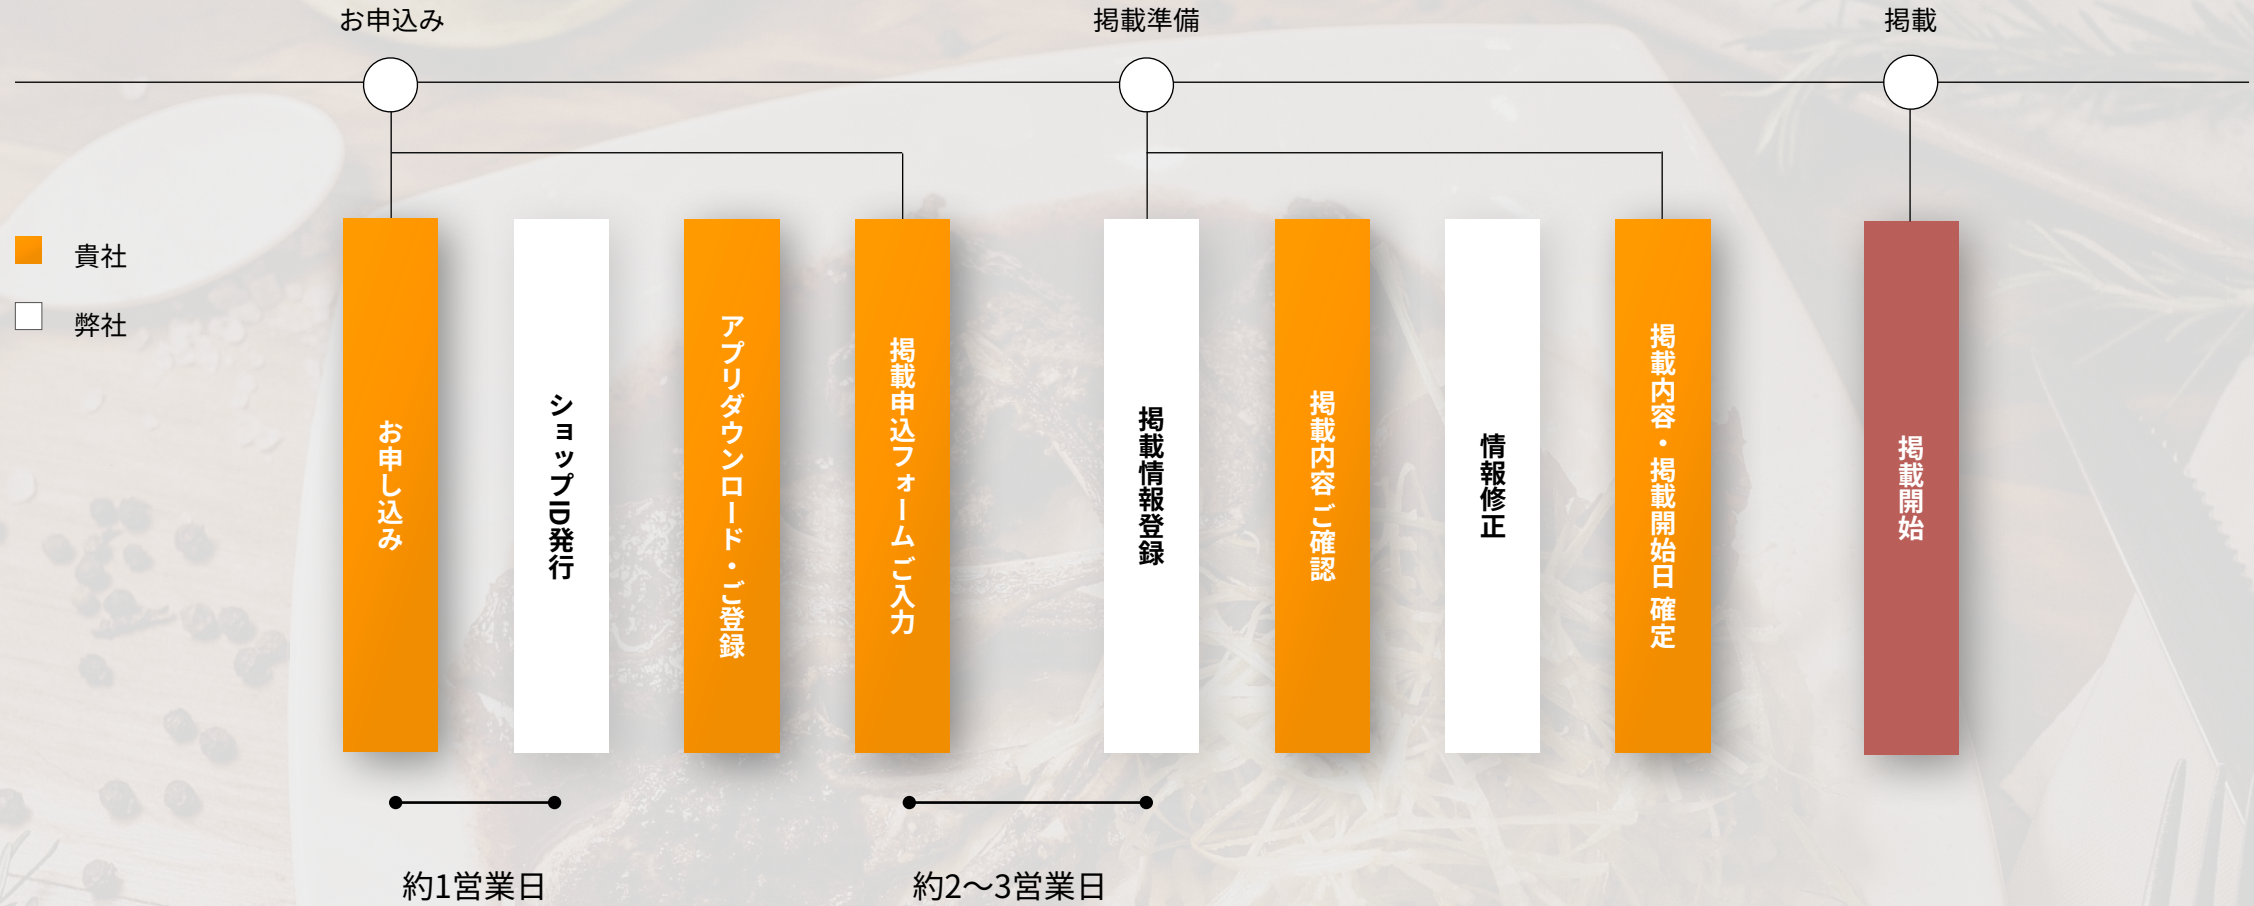 お申込み
掲載準備
掲載
貴社
弊社
お申し込み
ショップID発行
アプリダウンロード・ご登録
掲載申込フォーム ご入力
掲載情報登録
掲載内容 ご確認
情報修正
掲載内容・掲載開始日 確定
掲載開始
約1営業日
約2～3営業日